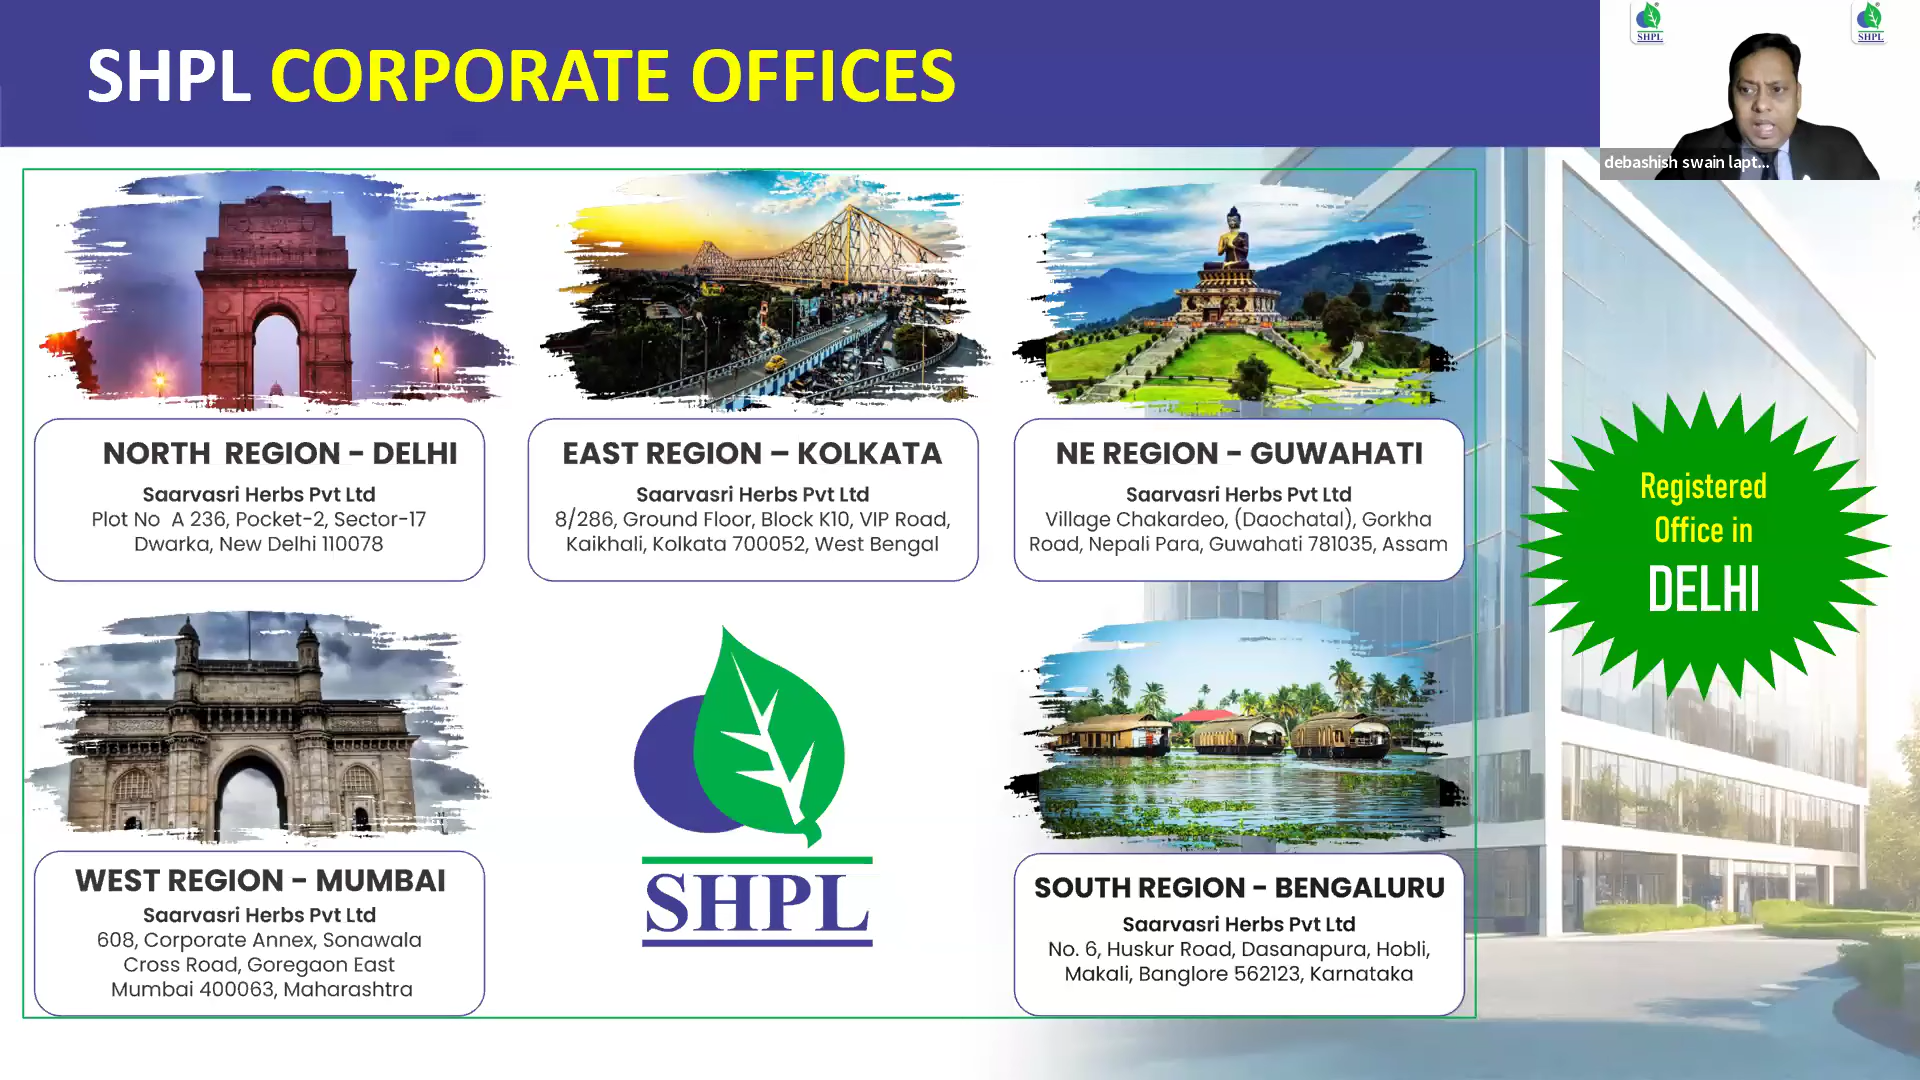 SHPL CORPORATE OFFICES
SHPL
SHPL
debashish swain lapt...
NORTH REGION - DELHI
Saarvasri Herbs Pvt Ltd
Plot No A 236, Pocket-2, Sector-17
Dwarka, New Delhi 110078
EAST REGION – KOLKATA
Saarvasri Herbs Pvt Ltd
8/286, Ground Floor, Block K10, VIP Road,
Kaikhali, Kolkata 700052, West Bengal
NE REGION - GUWAHATI
Saarvasri Herbs Pvt Ltd
Village Chakardeo, (Daochatal), Gorkha
Road, Nepali Para, Guwahati 781035, Assam
Registered
Office in
DELHI
WEST REGION - MUMBAI
Saarvasri Herbs Pvt Ltd
608, Corporate Annex, Sonawala
Cross Road, Goregaon East
Mumbai 400063, Maharashtra
SHPL
SOUTH REGION - BENGALURU
Saarvasri Herbs Pvt Ltd
No. 6, Huskur Road, Dasanapura, Hobli,
Makali, Banglore 562123, Karnataka